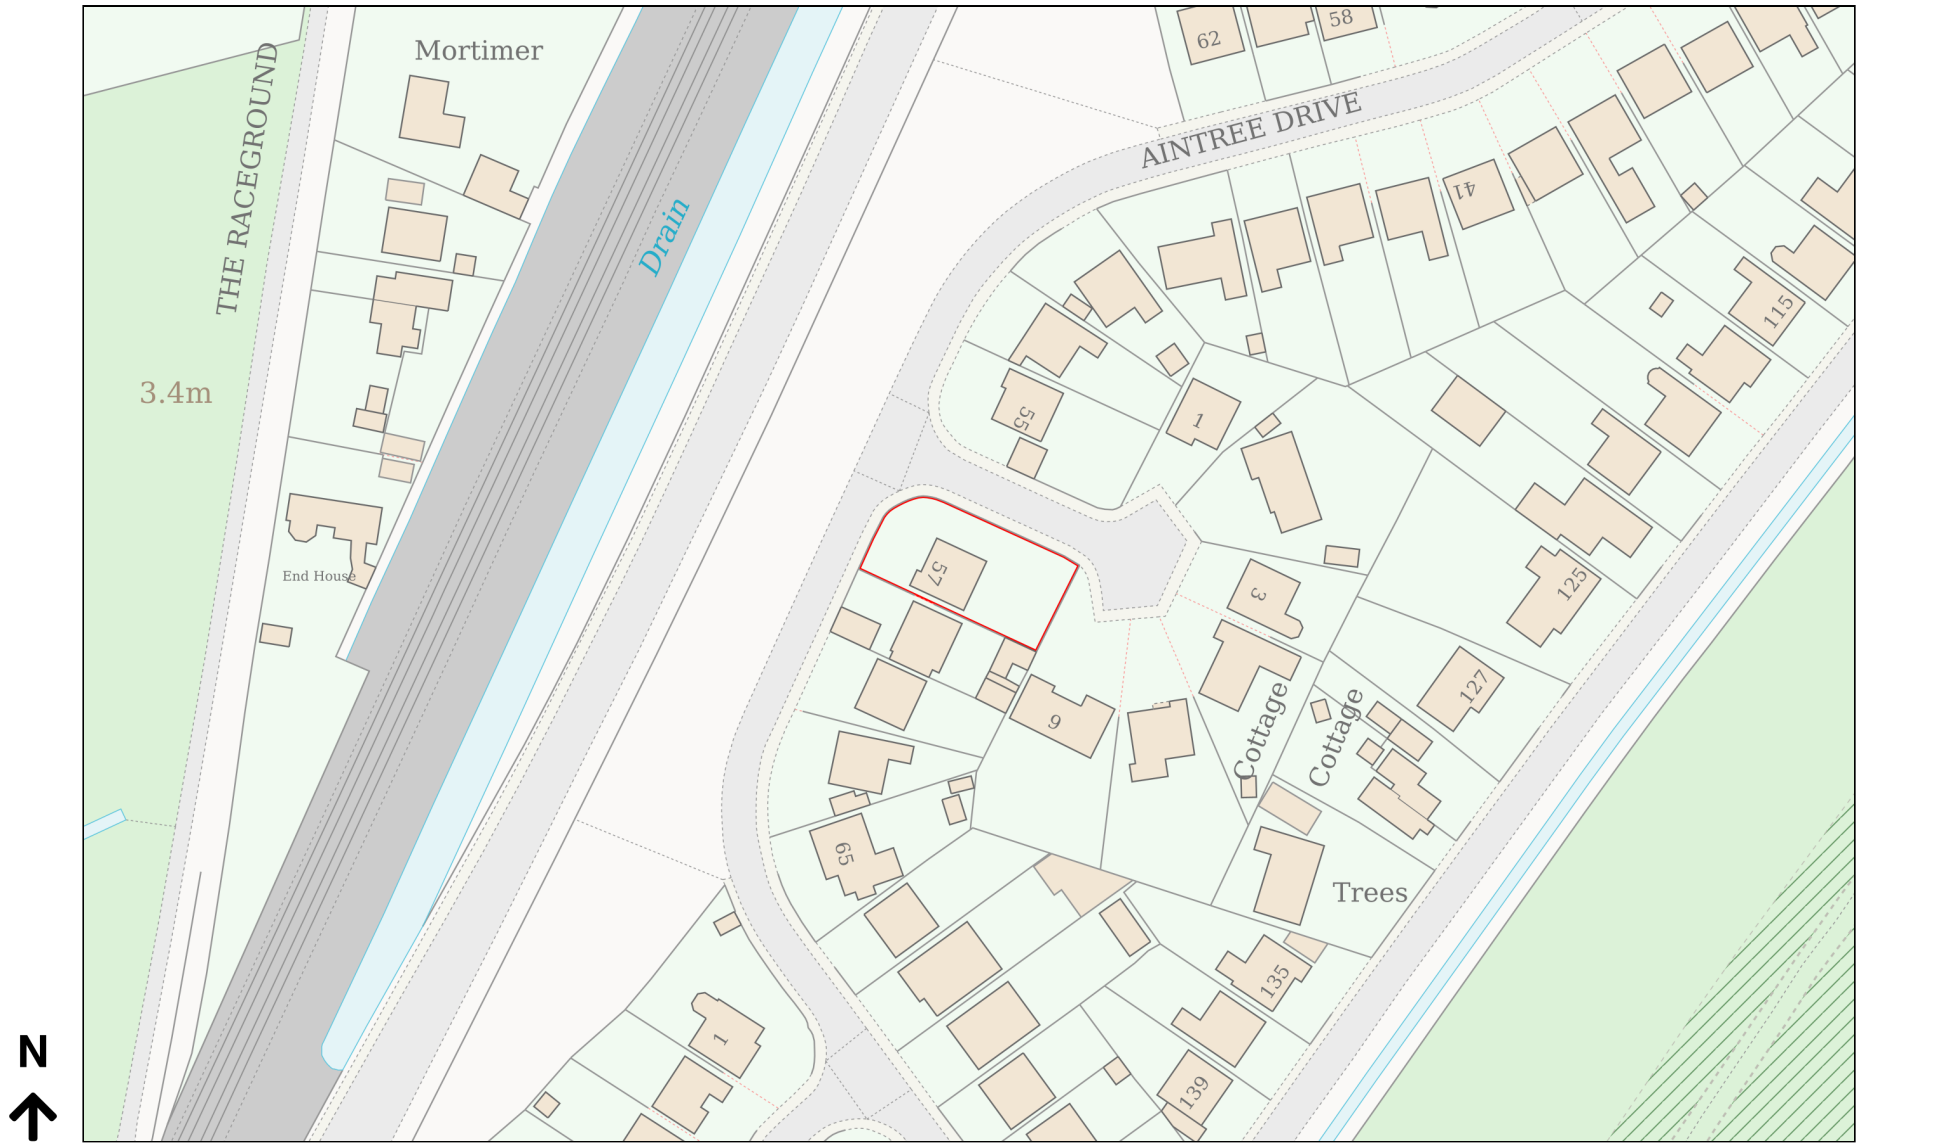 58
62
Mortimer
AINTREE DRIVE
THE RACEGROUND
41
Drain
115
3.4m
55
1
57
End House
3
125
127
9
Cottage
Cottage
65
Trees
135
1
139
N